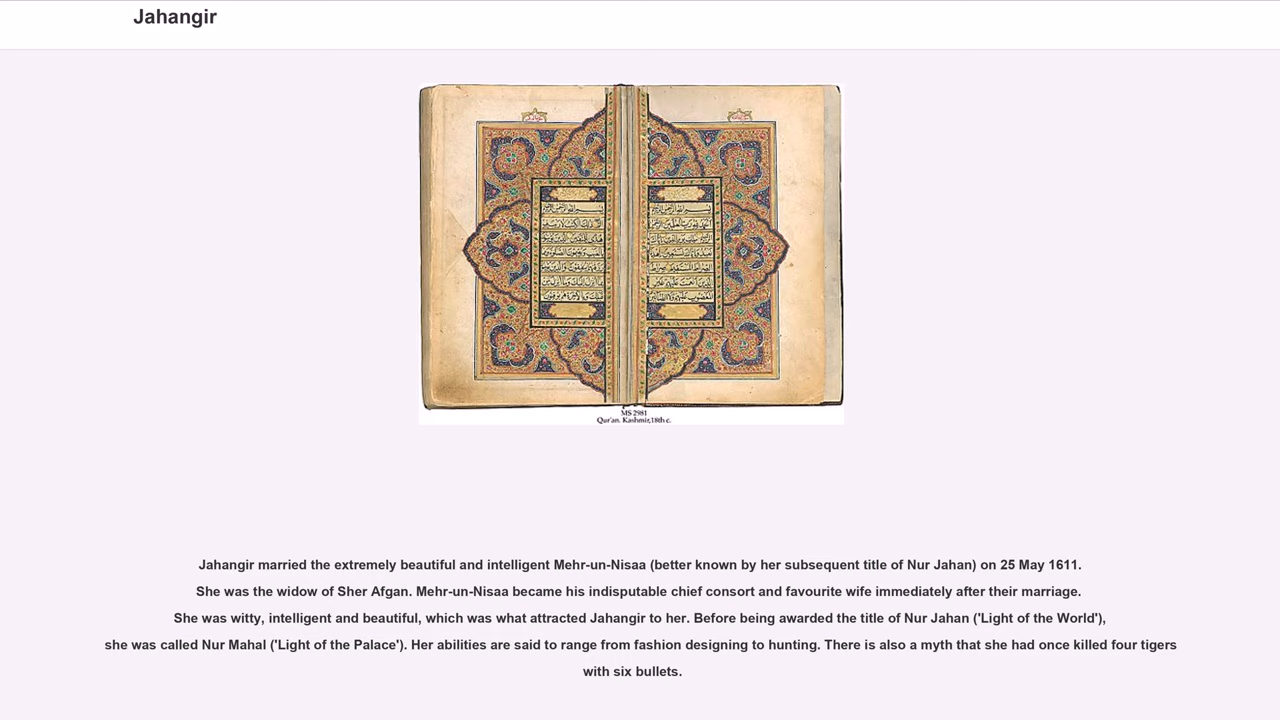 Jahangir
MS 2981
Qur'an. Kashmir,18th c.
Jahangir married the extremely beautiful and intelligent Mehr-un-Nisaa (better known by her subsequent title of Nur Jahan) on 25 May 1611.
She was the widow of Sher Afgan. Mehr-un-Nisaa became his indisputable chief consort and favourite wife immediately after their marriage.
She was witty, intelligent and beautiful, which was what attracted Jahangir to her. Before being awarded the title of Nur Jahan ('Light of the World'),
she was called Nur Mahal ('Light of the Palace'). Her abilities are said to range from fashion designing to hunting. There is also a myth that she had once killed four tigers
with six bullets.